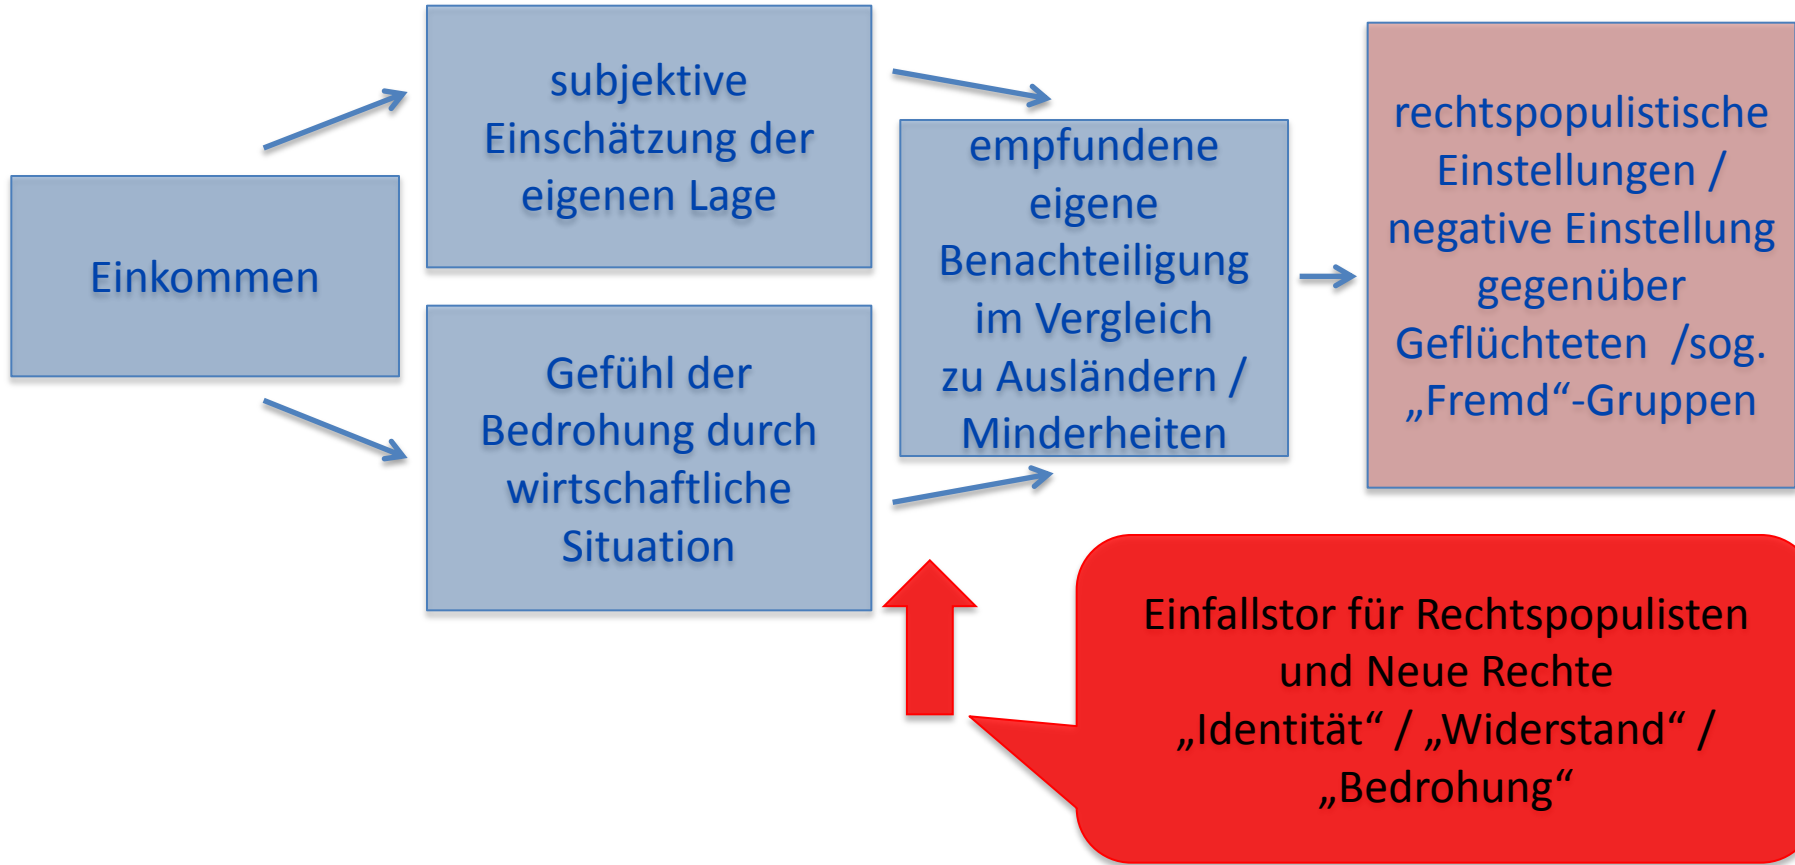 Einkommen
subjektive
Einschätzung der
eigenen Lage
Gefühl der
Bedrohung durch
wirtschaftliche
Situation
empfundene
eigene
Benachteiligung
im Vergleich
zu Ausländern /
Minderheiten
rechtspopulistische
Einstellungen /
negative Einstellung
gegenüber
Geflüchteten /sog.
„Fremd“-Gruppen
Einfallstor für Rechtspopulisten
und Neue Rechte
„Identität“ / „Widerstand“ /
„Bedrohung“